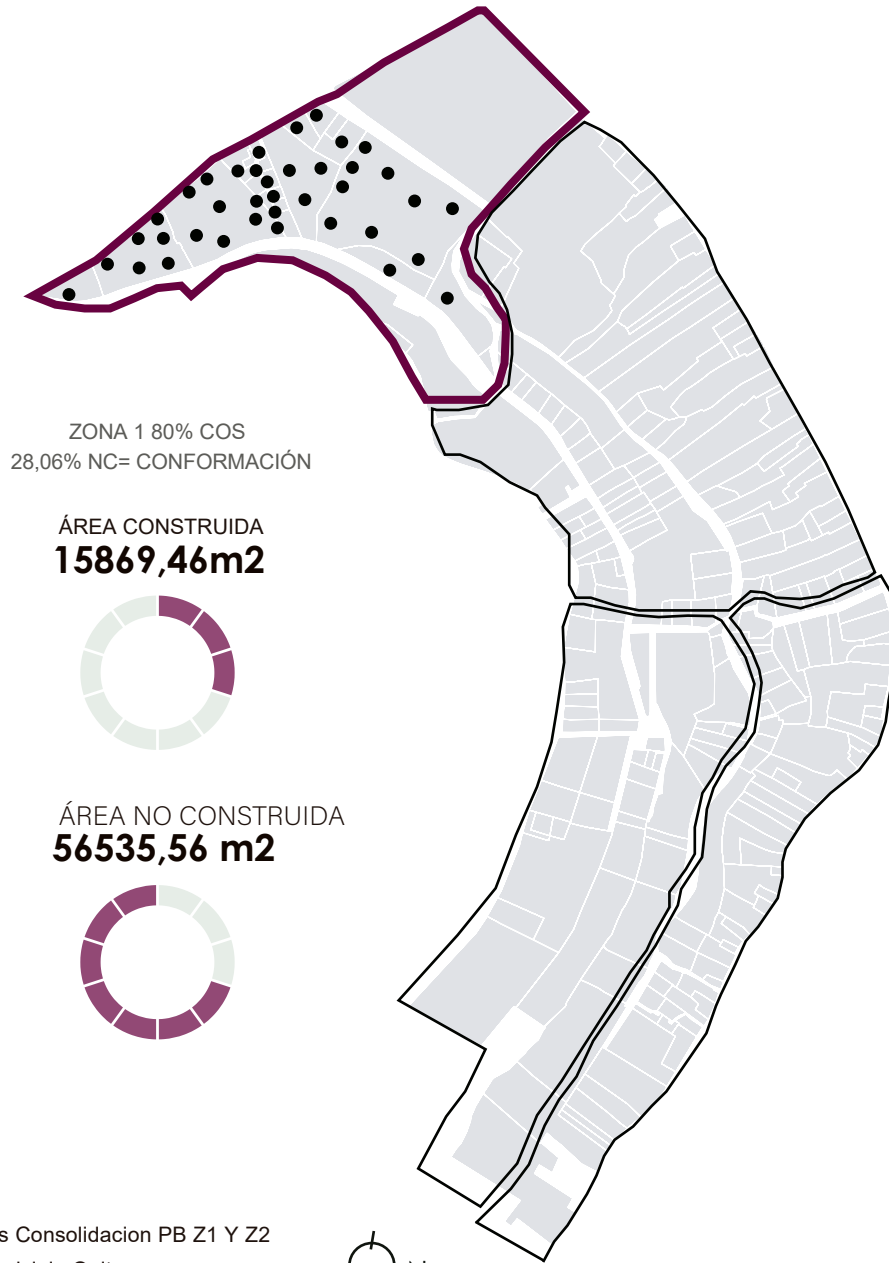 ZONA 1 80% COS
28,06% NC= CONFORMACIÓN
ÁREA CONSTRUIDA
15869,46m2
ÁREA NO CONSTRUIDA
56535,56 m2
s Consolidacion PB Z1 Y Z2